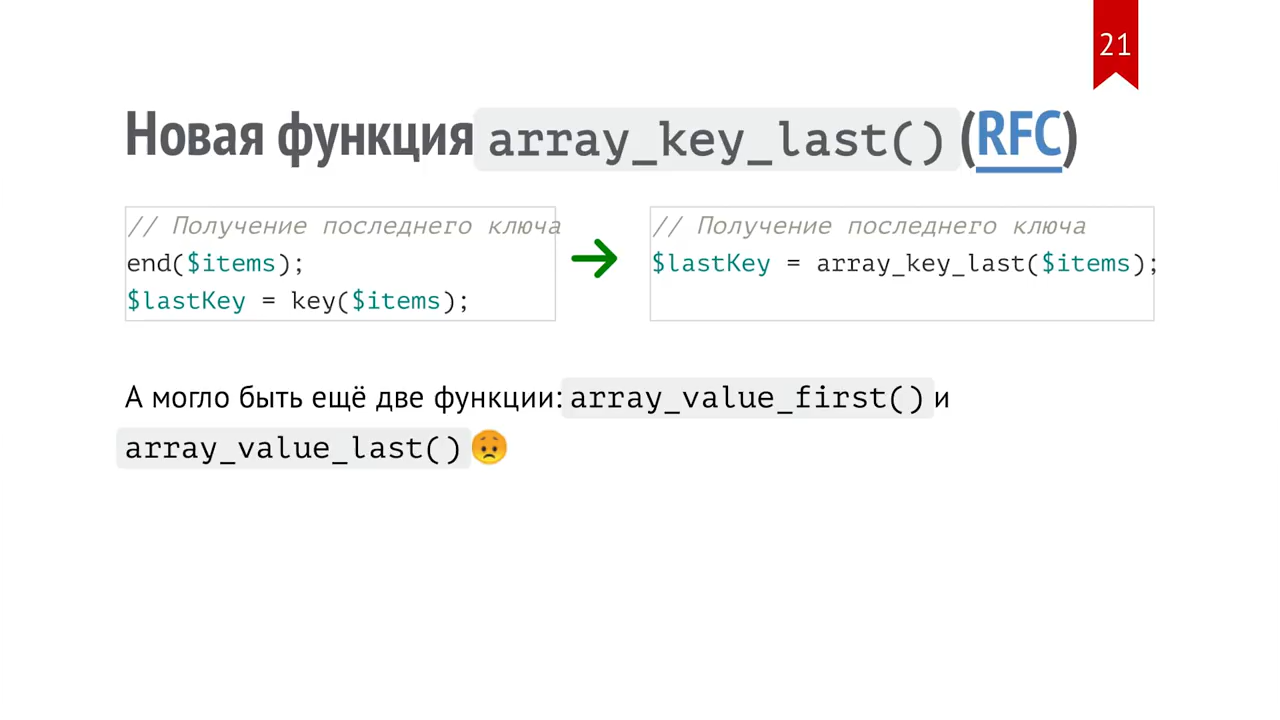 21
Новая функция array_key_last() (RFC)
// Получение последнего ключа
end($items);
$lastKey = key($items);
// Получение последнего ключа
$lastKey = array_key_last($items);
А могло быть ещё две функции: array_value_first() и
array_value_last() 😟